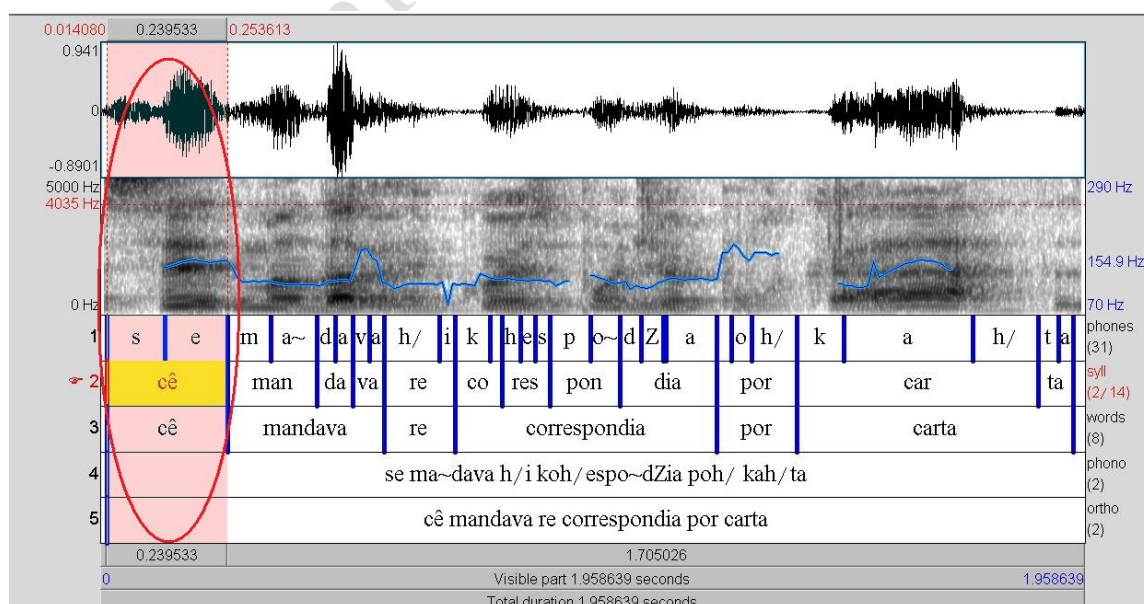 0.014080 0.239533 0.253613
0.941
0
-0.8901
5000 Hz 290 Hz
4035 Hz
154.9 Hz
0 Hz 70 Hz
1 s e m a~ d a v a h/ i k h e s p o~ d Z a o h/ k a h/ t a phones
(31)
☞ 2 cê man da va re co res pon dia por car ta syll
(2/14)
3 cê mandava re correspondia por carta words
(8)
4 se ma~dava h/i koh/espo~dZia poh/ kah/ta phono
(2)
5 cê mandava re correspondia por carta ortho
(2)
0.239533 1.705026
0 Visible part 1.958639 seconds 1.958639
Total duration 1.958639 seconds